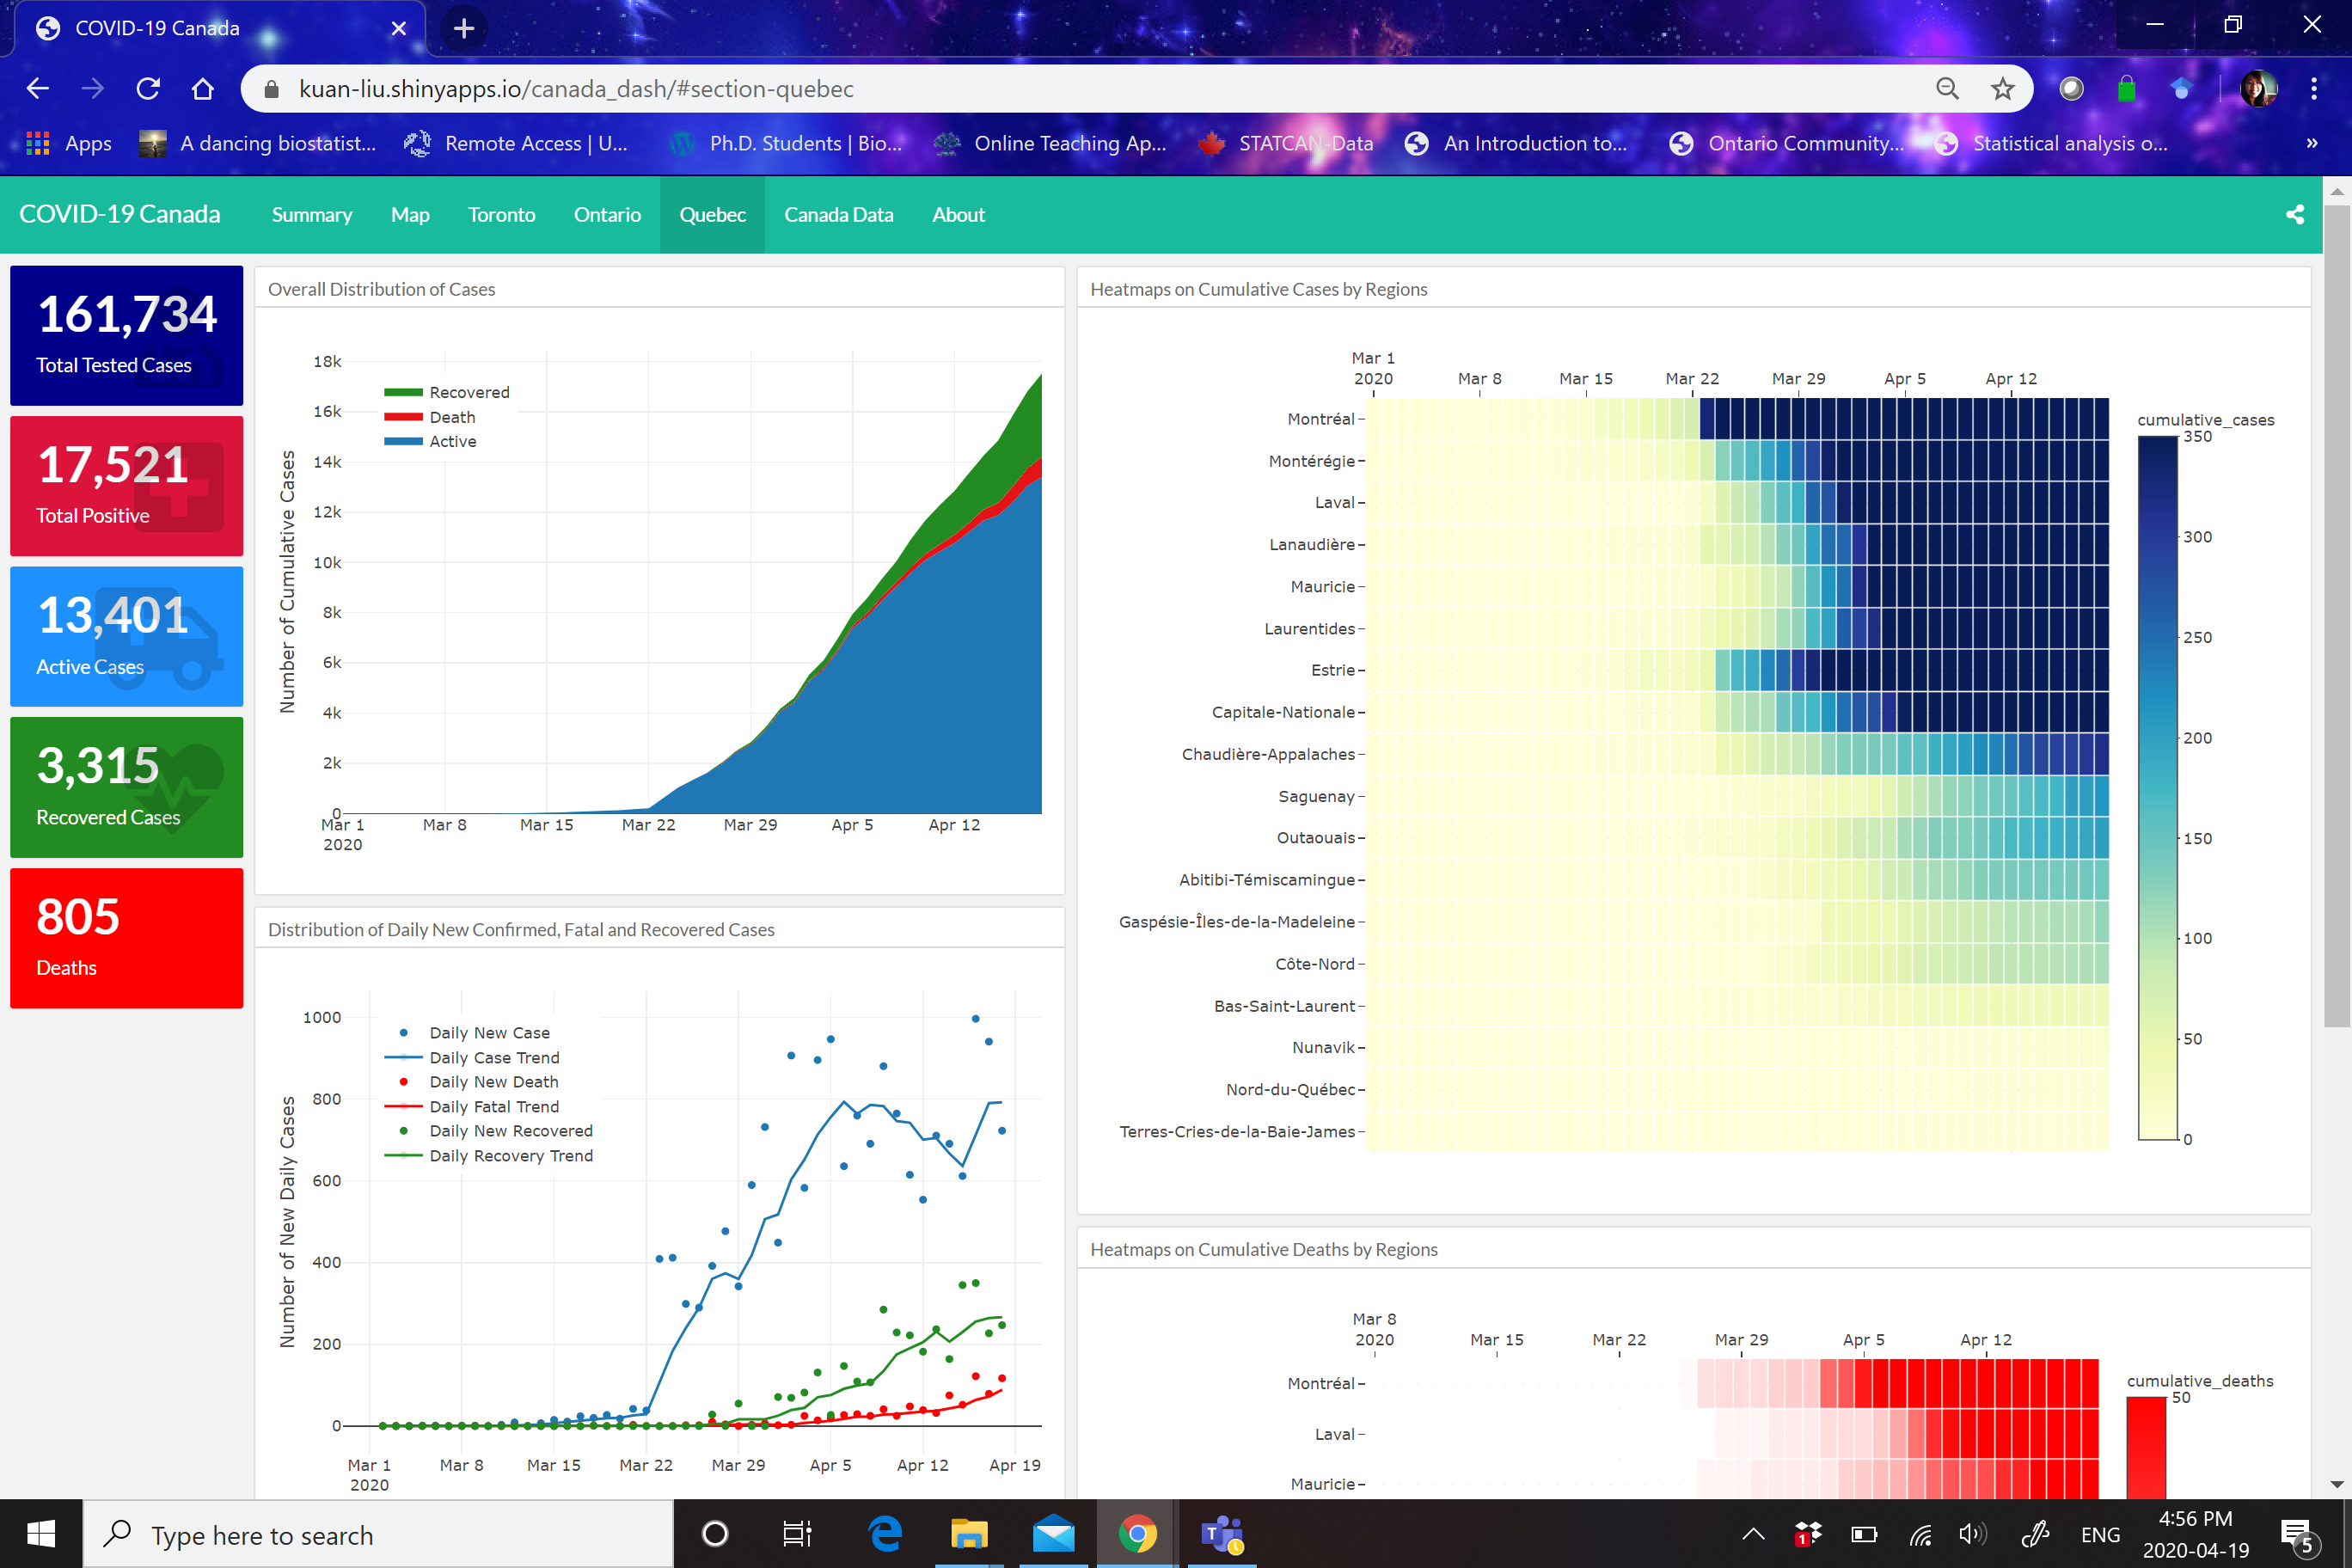 COVID-19 Canada
kuan-liu.shinyapps.io/canada_dash/#section-quebec
Apps
A dancing biostatist...
Remote Access | U...
Ph.D. Students | Bio...
Online Teaching Ap...
STATCAN-Data
An Introduction to...
Ontario Community...
Statistical analysis o...
»
COVID-19 Canada
Summary
Map
Toronto
Ontario
Quebec
Canada Data
About
161,734
Total Tested Cases
17,521
Total Positive
13,401
Active Cases
3,315
Recovered Cases
805
Deaths
Overall Distribution of Cases
Number of Cumulative Cases
18k
16k
14k
12k
10k
8k
6k
4k
2k
0
Recovered
Death
Active
Mar 1
2020
Mar 8
Mar 15
Mar 22
Mar 29
Apr 5
Apr 12
Distribution of Daily New Confirmed, Fatal and Recovered Cases
Number of New Daily Cases
1000
800
600
400
200
0
Daily New Case
Daily Case Trend
Daily New Death
Daily Fatal Trend
Daily New Recovered
Daily Recovery Trend
Mar 1
2020
Mar 8
Mar 15
Mar 22
Mar 29
Apr 5
Apr 12
Apr 19
Heatmaps on Cumulative Cases by Regions
Mar 1
2020
Mar 8
Mar 15
Mar 22
Mar 29
Apr 5
Apr 12
Montréal
Montérégie
Laval
Lanaudière
Mauricie
Laurentides
Estrie
Capitale-Nationale
Chaudière-Appalaches
Saguenay
Outaouais
Abitibi-Témiscamingue
Gaspésie-Îles-de-la-Madeleine
Côte-Nord
Bas-Saint-Laurent
Nunavik
Nord-du-Québec
Terres-Cries-de-la-Baie-James
cumulative_cases
350
300
250
200
150
100
50
0
Heatmaps on Cumulative Deaths by Regions
Mar 8
2020
Mar 15
Mar 22
Mar 29
Apr 5
Apr 12
Montréal
Laval
Mauricie
cumulative_deaths
50
Type here to search
T
1
ENG
4:56 PM
2020-04-19
5